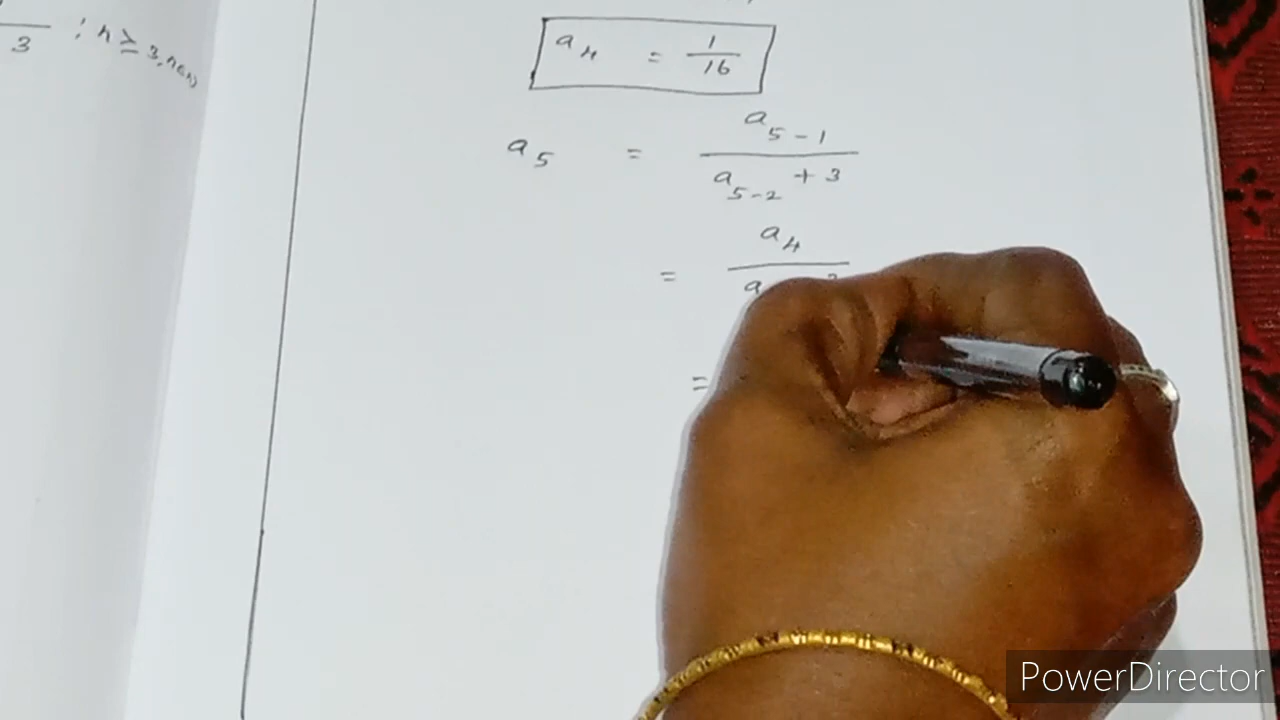 3 ; n ≥ 3, n∈N
a₄ = 1/16
a₅ = a₅₋₁ / a₅₋₂ + 3
= a₄ / a
=
PowerDirector